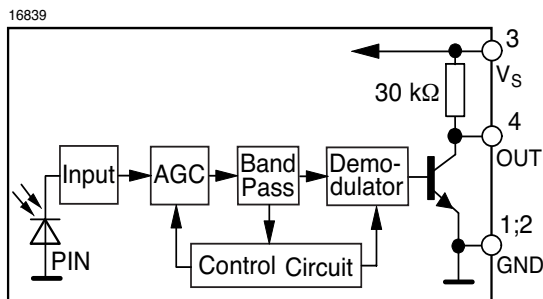 16839
3
V_S
30 kΩ
4
OUT
Input
AGC
Band
Pass
Demo-
dulator
1;2
GND
PIN
Control Circuit